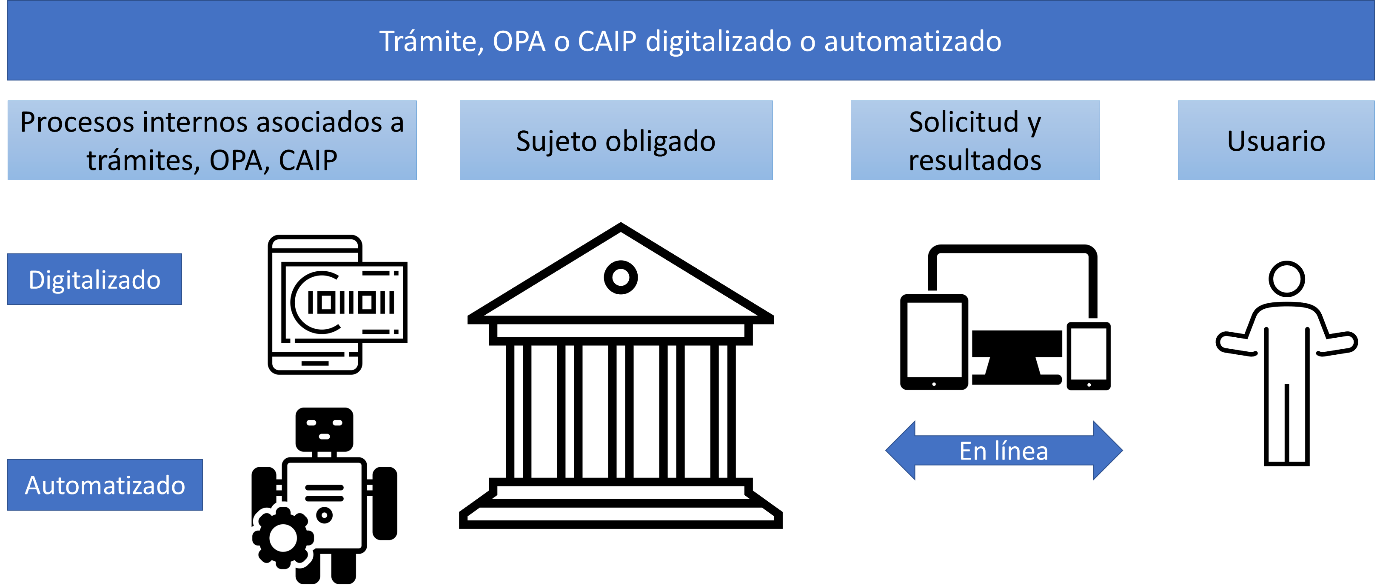 Trámite, OPA o CAIP digitalizado o automatizado
Procesos internos asociados a
trámites, OPA, CAIP
Sujeto obligado
Solicitud y
resultados
Usuario
Digitalizado
1011011
Automatizado
En línea